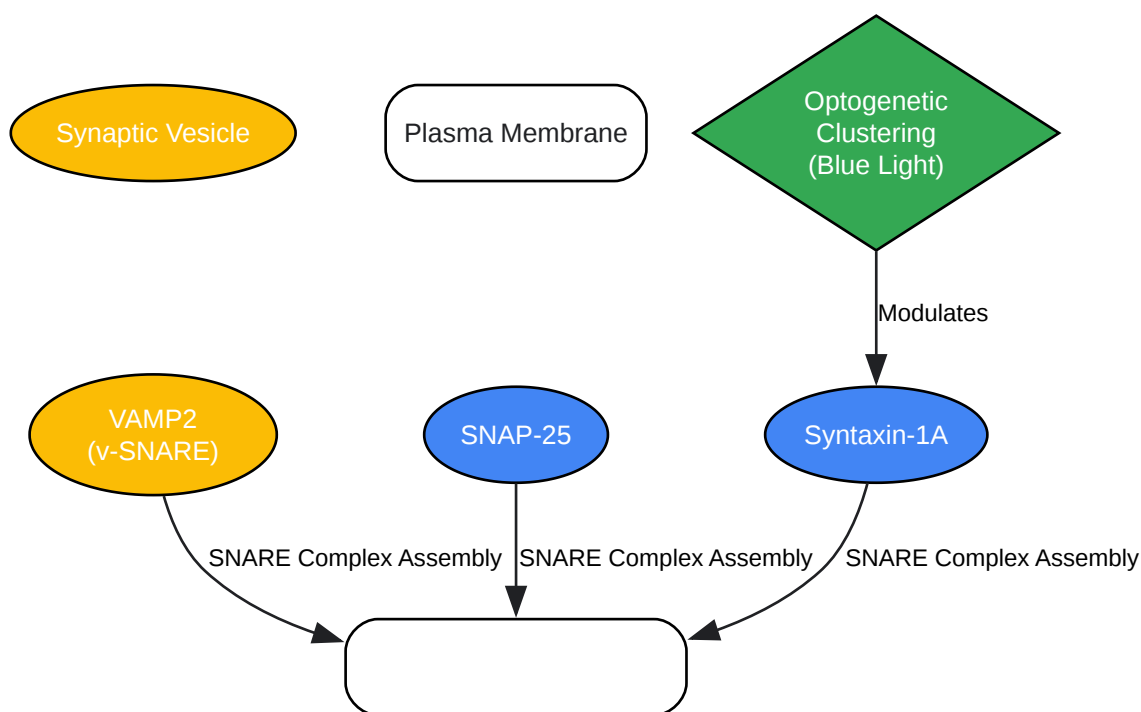 Synaptic Vesicle
Plasma Membrane
Optogenetic
Clustering
(Blue Light)
Modulates
VAMP2
(v-SNARE)
SNAP-25
Syntaxin-1A
SNARE Complex Assembly
SNARE Complex Assembly
SNARE Complex Assembly